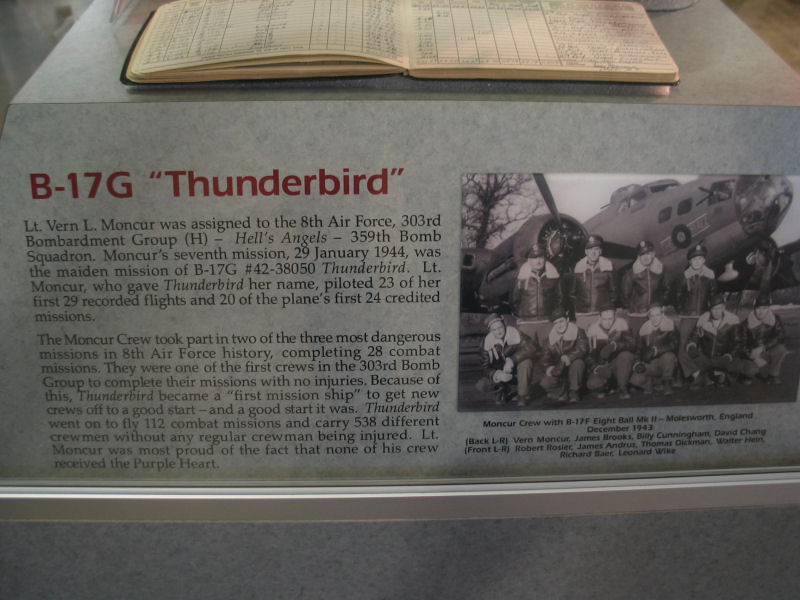 B-17G "Thunderbird"
Lt. Vern L. Moncur was assigned to the 8th Air Force, 303rd
Bombardment Group (H) – Hell's Angels – 359th Bomb
Squadron. Moncur's seventh mission, 29 January 1944, was
the maiden mission of B-17G #42-38050 Thunderbird. Lt.
Moncur, who gave Thunderbird her name, piloted 23 of her
first 29 recorded flights and 20 of the plane's first 24 credited
missions.
The Moncur Crew took part in two of the three most dangerous
missions in 8th Air Force history, completing 28 combat
missions. They were one of the first crews in the 303rd Bomb
Group to complete their missions with no injuries. Because of
this, Thunderbird became a "first mission ship" to get new
crews off to a good start – and a good start it was. Thunderbird
went on to fly 112 combat missions and carry 538 different
crewmen without any regular crewman being injured. Lt.
Moncur was most proud of the fact that none of his crew
received the Purple Heart.
Moncur Crew with B-17F Eight Ball Mk II – Molesworth, England
December 1943
(Back L-R) Vern Moncur, James Brooks, Billy Cunningham, David Chang
(Front L-R) Robert Rosier, James Andrus, Thomas Dickman, Walter Hein,
Richard Baer, Leonard Wike